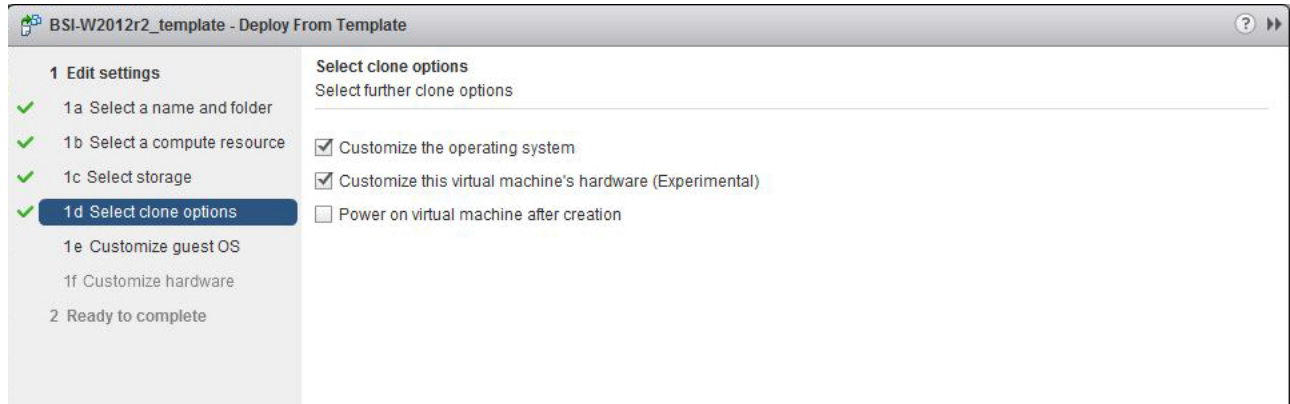 BSI-W2012r2_template - Deploy From Template
1 Edit settings
1a Select a name and folder
1b Select a compute resource
1c Select storage
1d Select clone options
1e Customize guest OS
1f Customize hardware
2 Ready to complete
Select clone options
Select further clone options
Customize the operating system
Customize this virtual machine's hardware (Experimental)
Power on virtual machine after creation